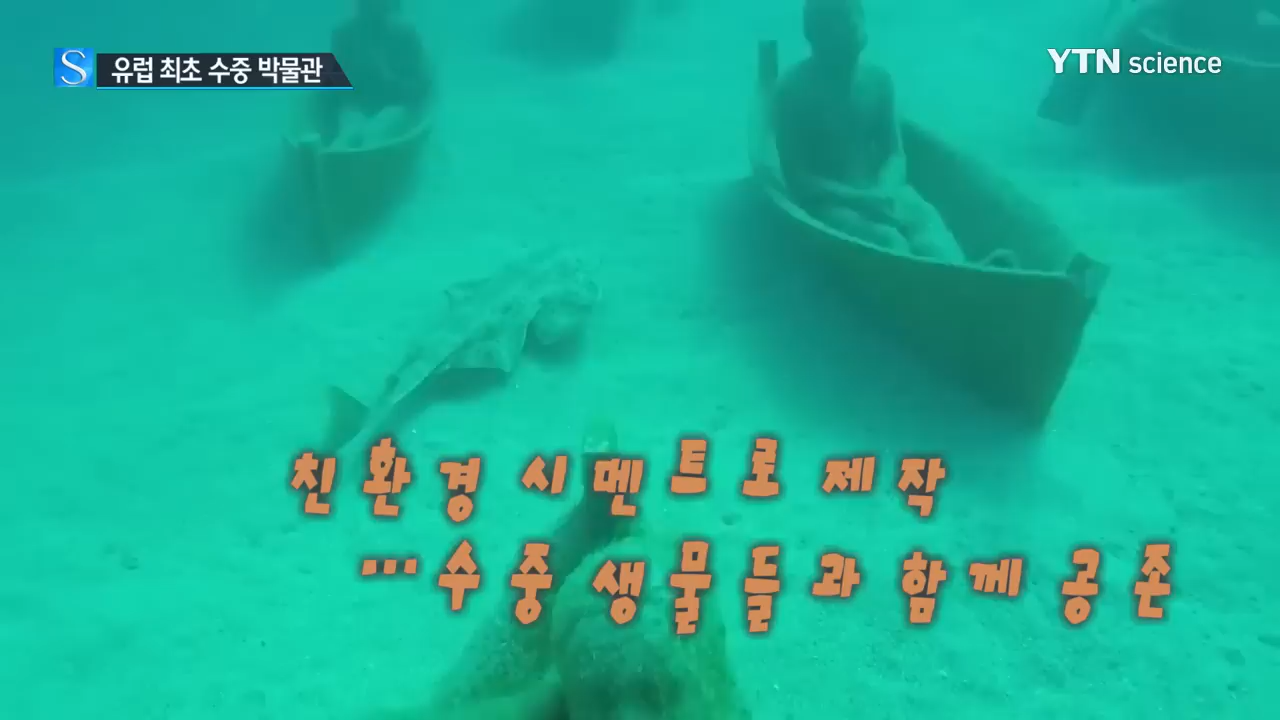 S 유럽 최초 수중 박물관
YTN science
친환경 시멘트로 제작
…수중 생물들과 함께 공존